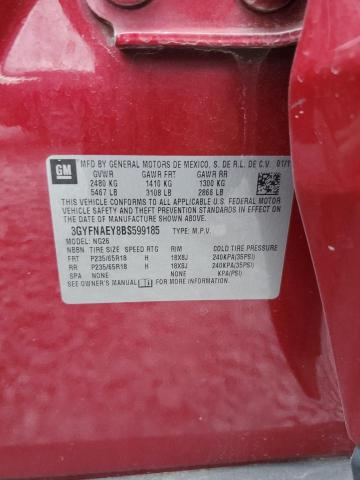 GM
MFD BY GENERAL MOTORS DE MEXICO, S. DE R.L. DE C.V. 01/1
GVWR GAWR FRT GAWR RR
2480 KG 1410 KG 1300 KG
5467 LB 3108 LB 2866 LB
THIS VEHICLE CONFORMS TO ALL APPLICABLE U.S. FEDERAL MOTOR
VEHICLE SAFETY, BUMPER, AND THEFT PREVENTION STANDARDS IN
EFFECT ON THE DATE OF MANUFACTURE SHOWN ABOVE.
3GYFNAEY8BS599185 TYPE: M.P.V.
MODEL: NG26
TIRE SIZE SPEED RTG RIM COLD TIRE PRESSURE
FRT P235/65R18 H 18X8J 240KPA(35PSI)
RR P235/65R18 H 18X8J 240KPA(35PSI)
SPA NONE NONE KPA(PSI)
SEE OWNER'S MANUAL FOR MORE INFORMATION.